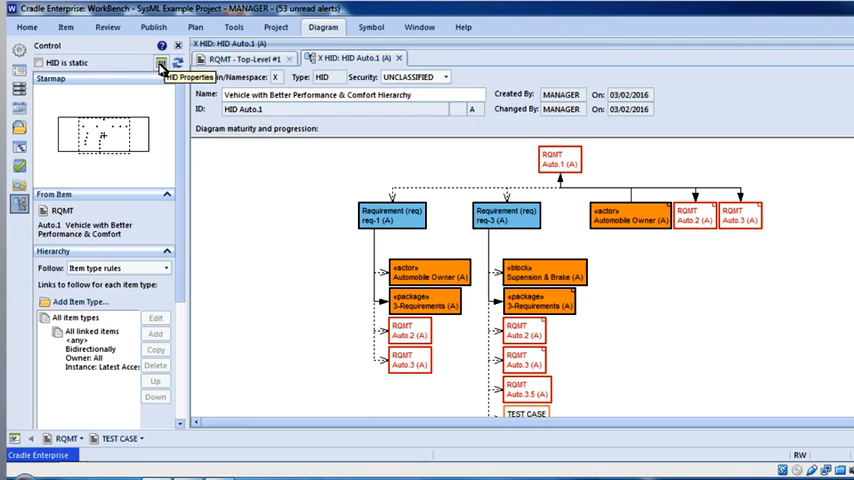 Cradle Enterprise: WorkBench - SysML Example Project - MANAGER - (53 unread alerts)
Home Item Review Publish Plan Tools Project Diagram Symbol Window Help
Control
HID is static
HID Properties
Starmap
From Item
RQMT
Auto.1 Vehicle with Better
Performance & Comfort
Hierarchy
Follow: Item type rules
Links to follow for each item type:
Add Item Type...
All item types
All linked items
<any>
Bidirectionally
Owner: All
Instance: Latest Acces
Edit
Add
Copy
Delete
Up
Down
X HID: HID Auto.1 (A)
RQMT - Top-Level #1
X HID: HID Auto.1 (A)
on/Namespace: X Type: HID Security: UNCLASSIFIED
Name: Vehicle with Better Performance & Comfort Hierarchy Created By: MANAGER On: 03/02/2016
ID: HID Auto.1 A Changed By: MANAGER On: 03/02/2016
Diagram maturity and progression:
RQMT
Auto.1 (A)
Requirement (req)
req-1 (A)
Requirement (req)
req-3 (A)
«actor»
Automobile Owner (A)
RQMT
Auto.2 (A)
RQMT
Auto.3 (A)
«actor»
Automobile Owner (A)
«package»
3-Requirements (A)
RQMT
Auto.2 (A)
RQMT
Auto.3 (A)
«block»
Supension & Brake (A)
«package»
3-Requirements (A)
RQMT
Auto.2 (A)
RQMT
Auto.3 (A)
RQMT
Auto.3.5 (A)
TEST CASE
RQMT TEST CASE
Cradle Enterprise RW